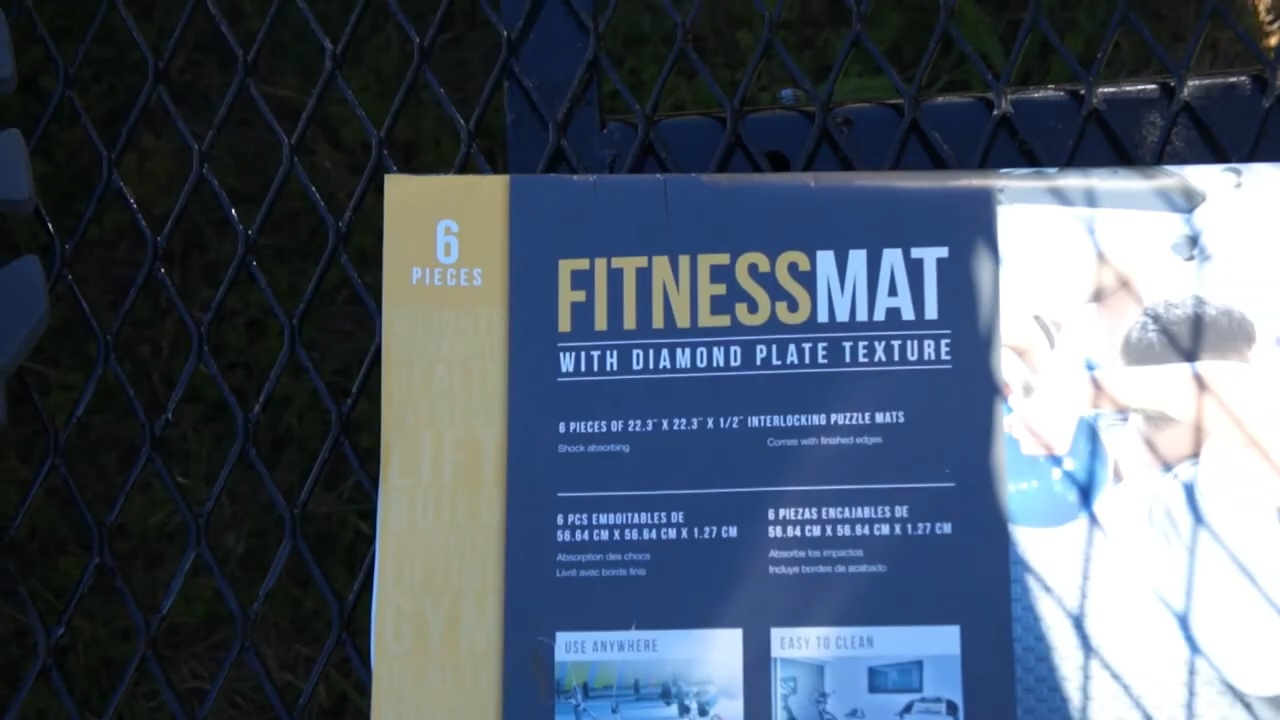 6
PIECES
FITNESSMAT
WITH DIAMOND PLATE TEXTURE
6 PIECES OF 22.3" X 22.3" X 1/2" INTERLOCKING PUZZLE MATS
Shock absorbing
Comes with finished edges
6 PCS EMBOITABLES DE
56.64 CM X 56.64 CM X 1.27 CM
Absorption des chocs
Livré avec bords finis
6 PIEZAS ENCAJABLES DE
56.64 CM X 56.64 CM X 1.27 CM
Absorbe los impactos
Incluye bordes de acabado
USE ANYWHERE
EASY TO CLEAN
LIFT
GYM